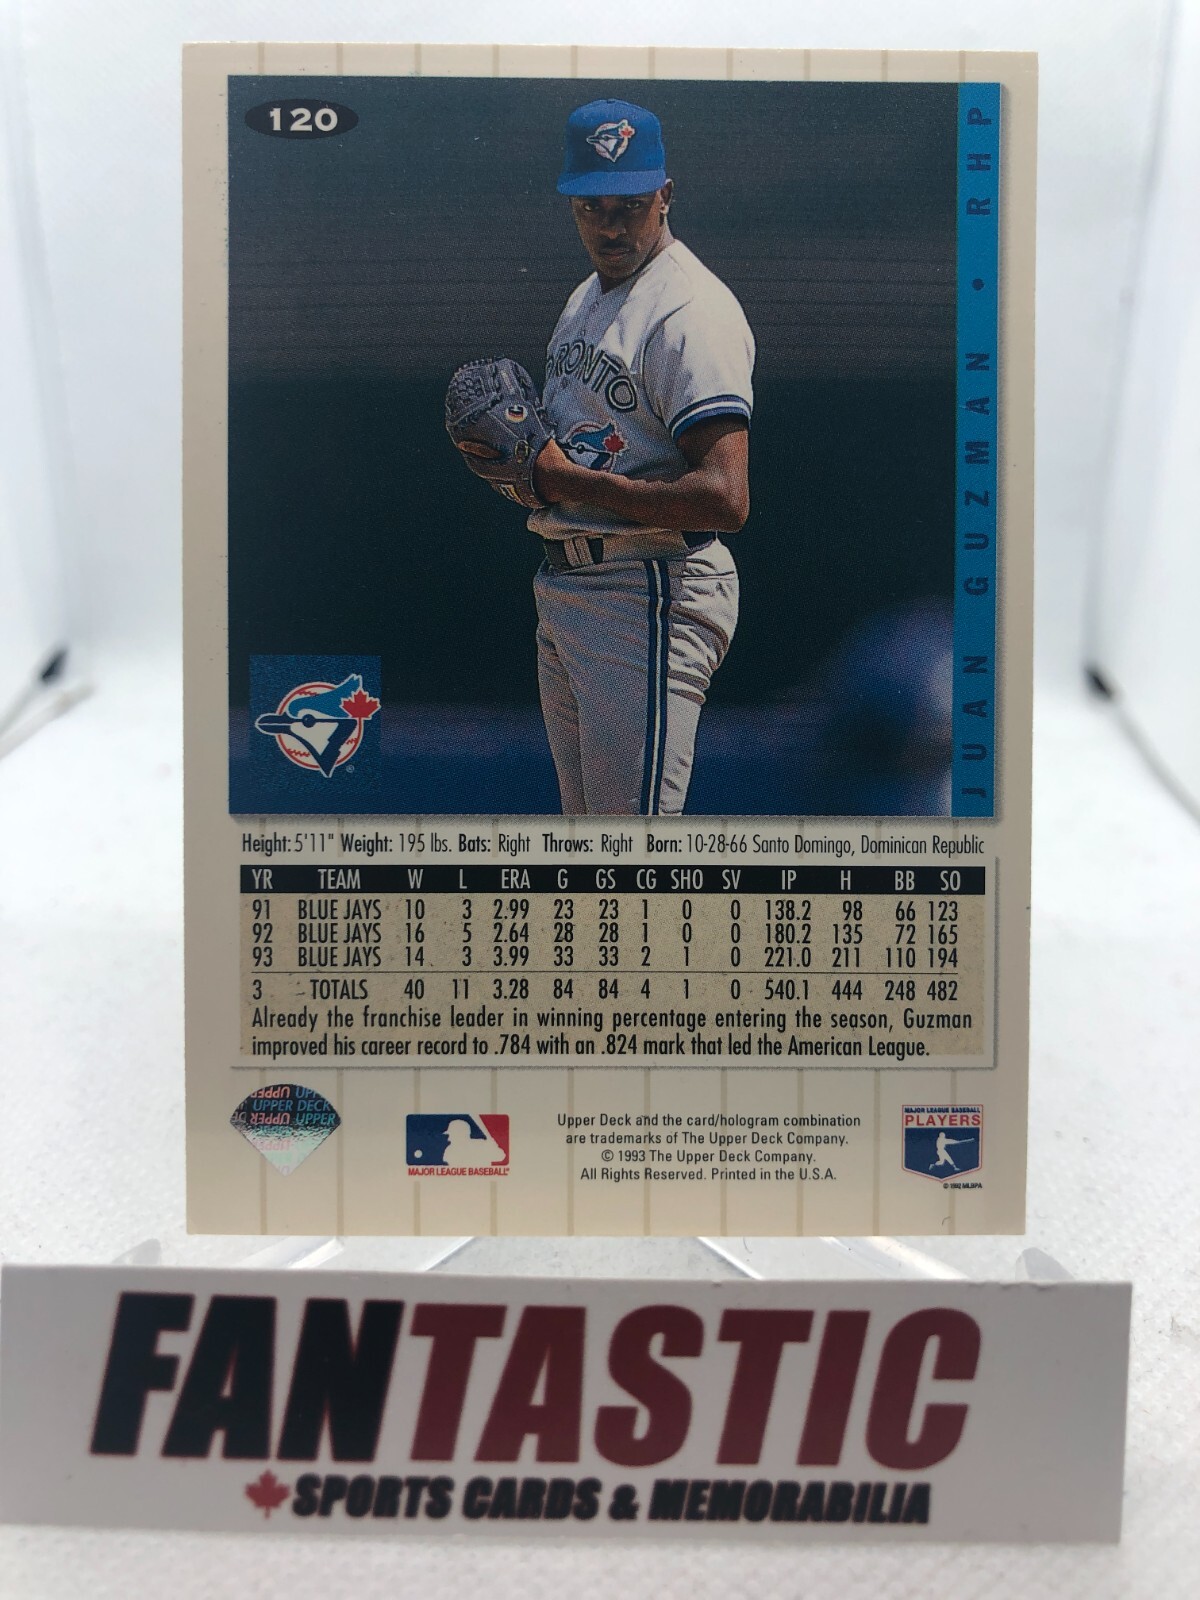 120
JUAN GUZMAN • RHP
TORONTO
Height: 5'11" Weight: 195 lbs. Bats: Right Throws: Right Born: 10-28-66 Santo Domingo, Dominican Republic
YR TEAM W L ERA G GS CG SHO SV IP H BB SO
91 BLUE JAYS 10 3 2.99 23 23 1 0 0 138.2 98 66 123
92 BLUE JAYS 16 5 2.64 28 28 1 0 0 180.2 135 72 165
93 BLUE JAYS 14 3 3.99 33 33 2 1 0 221.0 211 110 194
3 TOTALS 40 11 3.28 84 84 4 1 0 540.1 444 248 482
Already the franchise leader in winning percentage entering the season, Guzman
improved his career record to .784 with an .824 mark that led the American League.
UPPER DECK
UPPER UPPER
MAJOR LEAGUE BASEBALL
Upper Deck and the card/hologram combination
are trademarks of The Upper Deck Company.
© 1993 The Upper Deck Company.
All Rights Reserved. Printed in the U.S.A.
MAJOR LEAGUE BASEBALL
PLAYERS
© 1992 MLBPA
FANTASTIC
SPORTS CARDS & MEMORABILIA